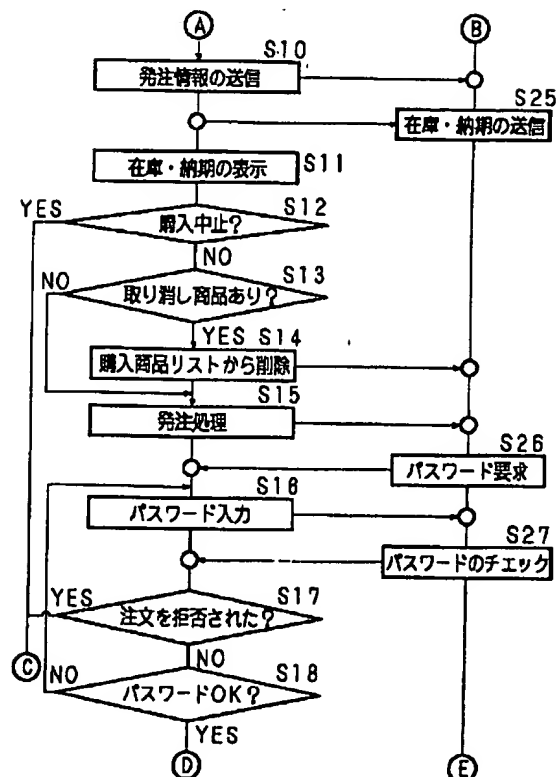 A
B
S10
発注情報の送信
S25
在庫・納期の送信
在庫・納期の表示
S11
YES
S12
購入中止?
NO
NO
S13
取り消し商品あり?
YES S14
購入商品リストから削除
S15
発注処理
S26
パスワード要求
S16
パスワード入力
S27
パスワードのチェック
YES
S17
注文を拒否された?
C
NO
NO
S18
パスワードOK?
YES
D
E